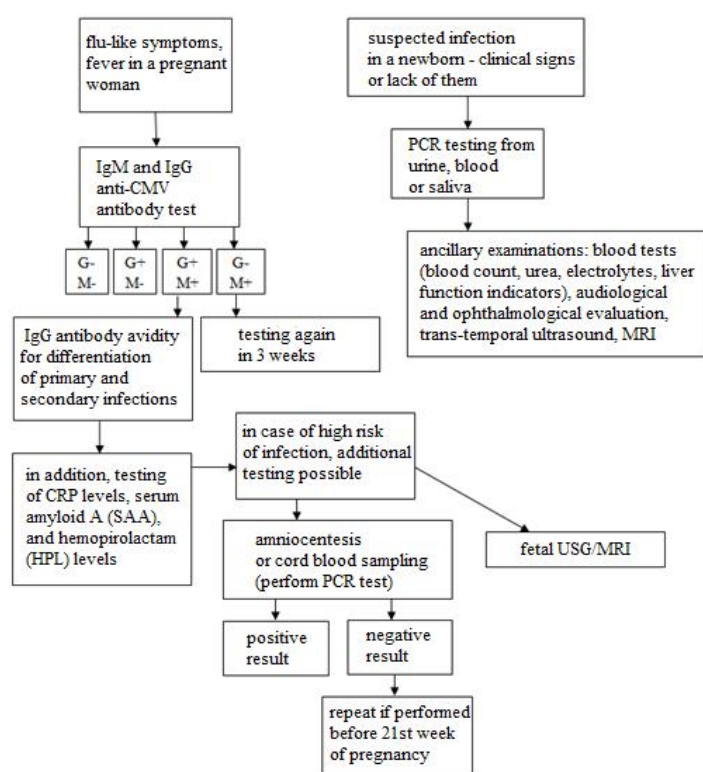 flu-like symptoms,
fever in a pregnant
woman
IgM and IgG
anti-CMV
antibody test
G-
M-
G+
M-
G+
M+
G-
M+
IgG antibody avidity
for differentiation
of primary and
secondary infections
testing again
in 3 weeks
in addition, testing
of CRP levels, serum
amyloid A (SAA),
and hemopirolactam
(HPL) levels
in case of high risk
of infection, additional
testing possible
amniocentesis
or cord blood sampling
(perform PCR test)
fetal USG/MRI
positive
result
negative
result
repeat if performed
before 21st week
of pregnancy
suspected infection
in a newborn - clinical signs
or lack of them
PCR testing from
urine, blood
or saliva
ancillary examinations: blood tests
(blood count, urea, electrolytes, liver
function indicators), audiological
and ophthalmological evaluation,
trans-temporal ultrasound, MRI